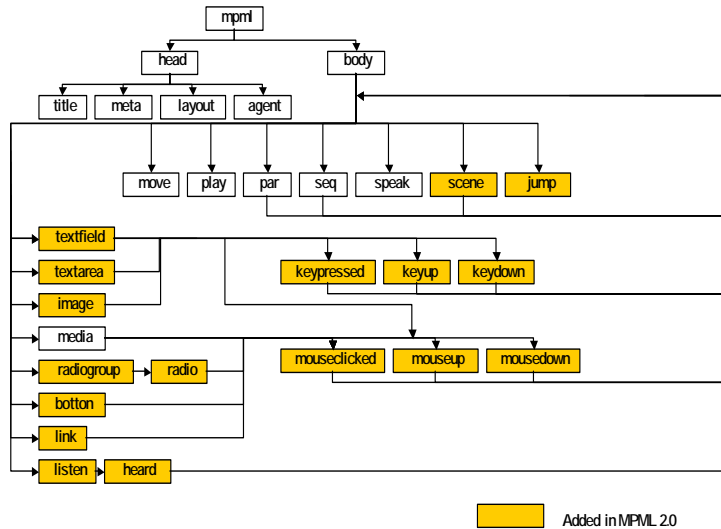 mpml
head body
title meta layout agent
move play par seq speak scene jump
textfield
textarea keypressed keyup keydown
image
media
mouseclicked mouseup mousedown
radiogroup radio
botton
link
listen heard
Added in MPML 2.0